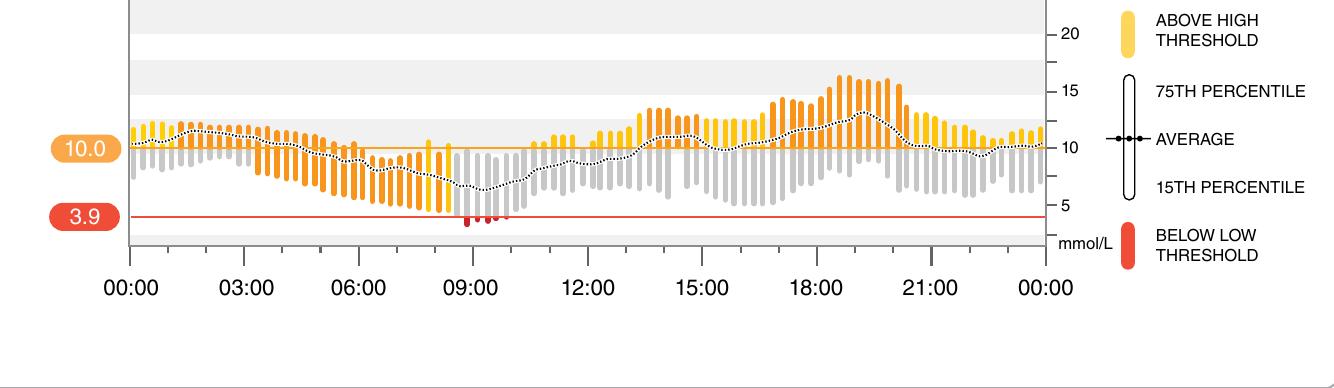 ABOVE HIGH
THRESHOLD
75TH PERCENTILE
AVERAGE
15TH PERCENTILE
BELOW LOW
THRESHOLD
20
15
10
5
mmol/L
10.0
3.9
00:00 03:00 06:00 09:00 12:00 15:00 18:00 21:00 00:00